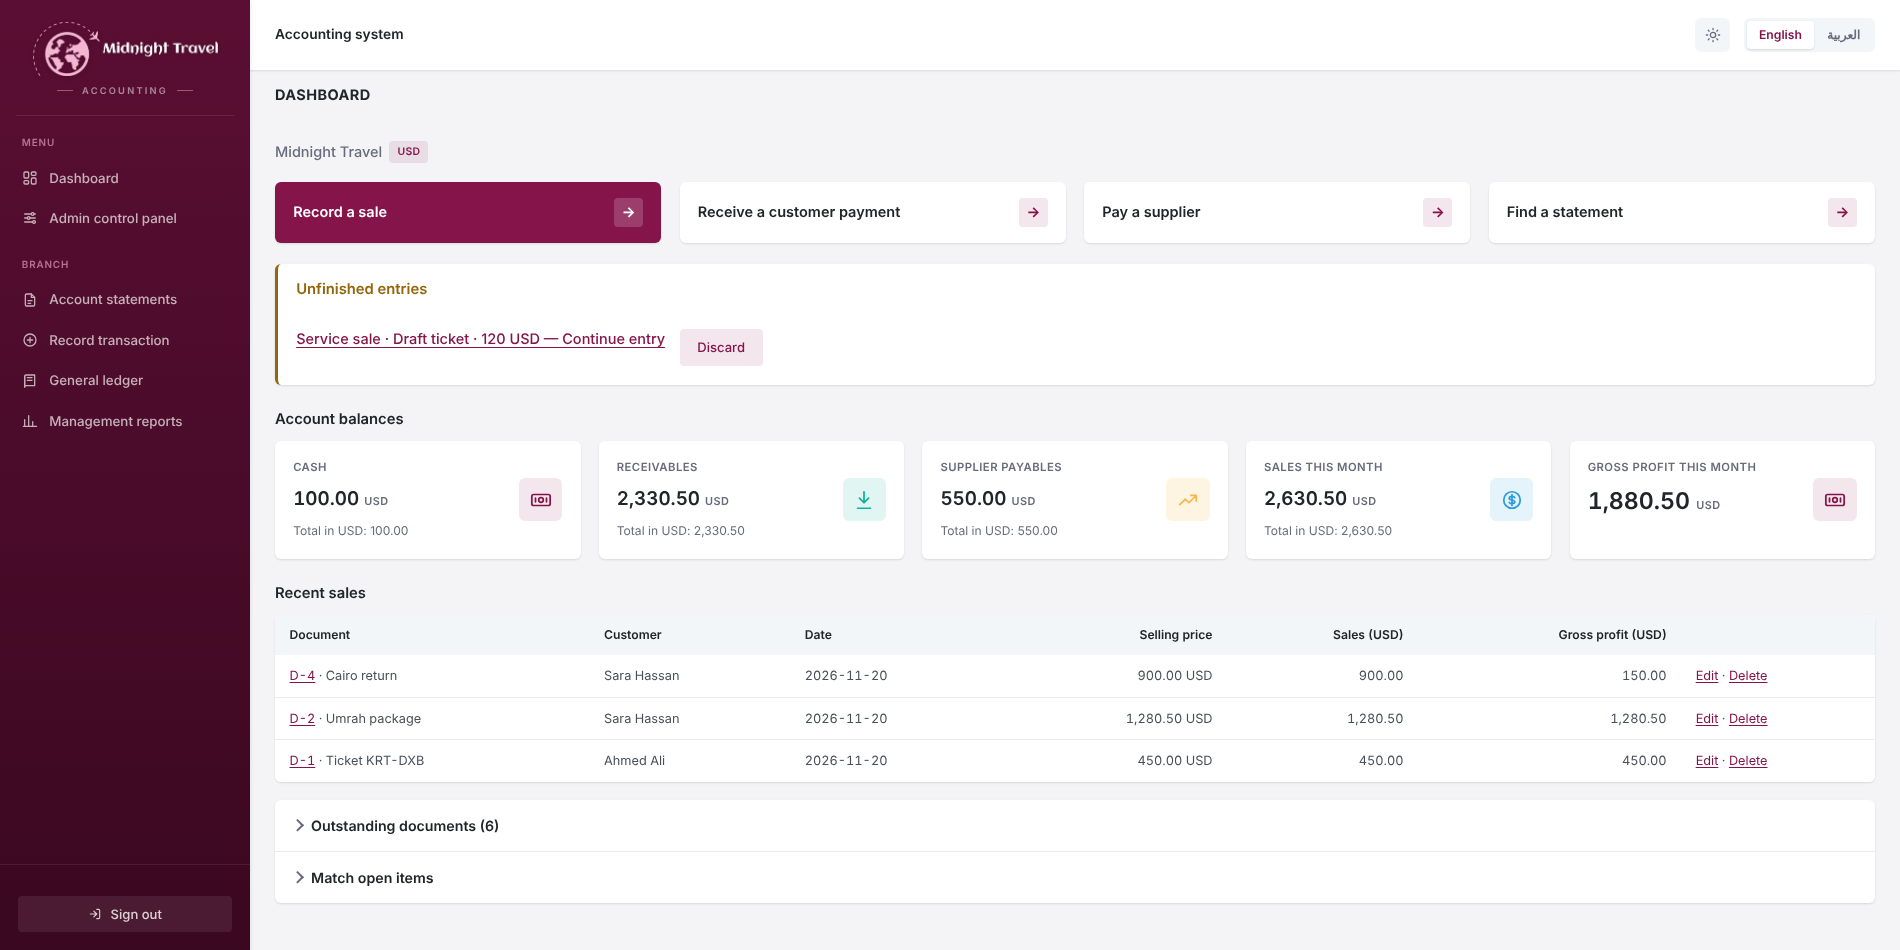 Midnight Travel
ACCOUNTING
MENU
Dashboard
Admin control panel
BRANCH
Account statements
Record transaction
General ledger
Management reports
Sign out
Accounting system
English العربية
DASHBOARD
Midnight Travel USD
Record a sale
Receive a customer payment
Pay a supplier
Find a statement
Unfinished entries
Service sale · Draft ticket · 120 USD — Continue entry Discard
Account balances
CASH
100.00 USD
Total in USD: 100.00
RECEIVABLES
2,330.50 USD
Total in USD: 2,330.50
SUPPLIER PAYABLES
550.00 USD
Total in USD: 550.00
SALES THIS MONTH
2,630.50 USD
Total in USD: 2,630.50
GROSS PROFIT THIS MONTH
1,880.50 USD
Recent sales
Document Customer Date Selling price Sales (USD) Gross profit (USD)
D-4 · Cairo return Sara Hassan 2026-11-20 900.00 USD 900.00 150.00 Edit · Delete
D-2 · Umrah package Sara Hassan 2026-11-20 1,280.50 USD 1,280.50 1,280.50 Edit · Delete
D-1 · Ticket KRT-DXB Ahmed Ali 2026-11-20 450.00 USD 450.00 450.00 Edit · Delete
Outstanding documents (6)
Match open items